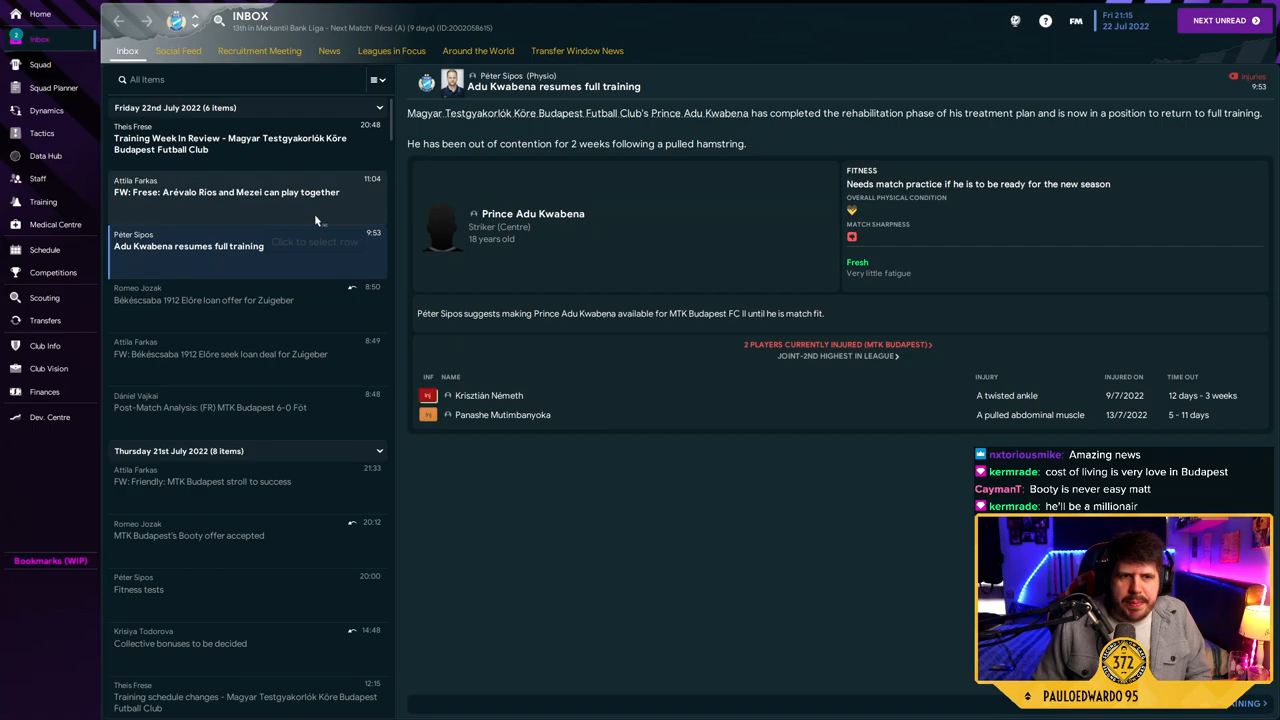 Home
INBOX
13th in Merkantil Bank Liga - Next Match: Pécsi (A) (9 days) (ID:2002058615)
FM
Fri 21:15
22 Jul 2022
NEXT UNREAD
2
Inbox
Squad
Squad Planner
Dynamics
Tactics
Data Hub
Staff
Training
Medical Centre
Schedule
Competitions
Scouting
Transfers
Club Info
Club Vision
Finances
Dev. Centre
Bookmarks (WIP)
Inbox
Social Feed
Recruitment Meeting
News
Leagues in Focus
Around the World
Transfer Window News
All Items
Friday 22nd July 2022 (6 items)
Theis Frese
20:48
Training Week In Review - Magyar Testgyakorlók Köre
Budapest Futball Club
Attila Farkas
11:04
FW: Frese: Arévalo Ríos and Mezei can play together
Péter Sipos
9:53
Adu Kwabena resumes full training
Click to select row
Romeo Jozak
8:50
Békéscsaba 1912 Előre loan offer for Zuigeber
Attila Farkas
8:49
FW: Békéscsaba 1912 Előre seek loan deal for Zuigeber
Dániel Vajkai
8:48
Post-Match Analysis: (FR) MTK Budapest 6-0 Fót
Thursday 21st July 2022 (8 items)
Attila Farkas
21:33
FW: Friendly: MTK Budapest stroll to success
Romeo Jozak
20:12
MTK Budapest's Booty offer accepted
Péter Sipos
20:00
Fitness tests
Krisiya Todorova
14:48
Collective bonuses to be decided
Theis Frese
12:15
Training schedule changes - Magyar Testgyakorlók Köre Budapest
Futball Club
Péter Sipos (Physio)
Adu Kwabena resumes full training
Injuries
9:53
Magyar Testgyakorlók Köre Budapest Futball Club's Prince Adu Kwabena has completed the rehabilitation phase of his treatment plan and is now in a position to return to full training.
He has been out of contention for 2 weeks following a pulled hamstring.
Prince Adu Kwabena
Striker (Centre)
18 years old
FITNESS
Needs match practice if he is to be ready for the new season
OVERALL PHYSICAL CONDITION
MATCH SHARPNESS
Fresh
Very little fatigue
Péter Sipos suggests making Prince Adu Kwabena available for MTK Budapest FC II until he is match fit.
2 PLAYERS CURRENTLY INJURED (MTK BUDAPEST)
JOINT-2ND HIGHEST IN LEAGUE
INF NAME INJURY INJURED ON TIME OUT
Inj Krisztián Németh A twisted ankle 9/7/2022 12 days - 3 weeks
Inj Panashe Mutimbanyoka A pulled abdominal muscle 13/7/2022 5 - 11 days
nxtoriousmike: Amazing news
kermrade: cost of living is very love in Budapest
CaymanT: Booty is never easy matt
kermrade: he'll be a millionair
372
PAULOEDWARDO 95